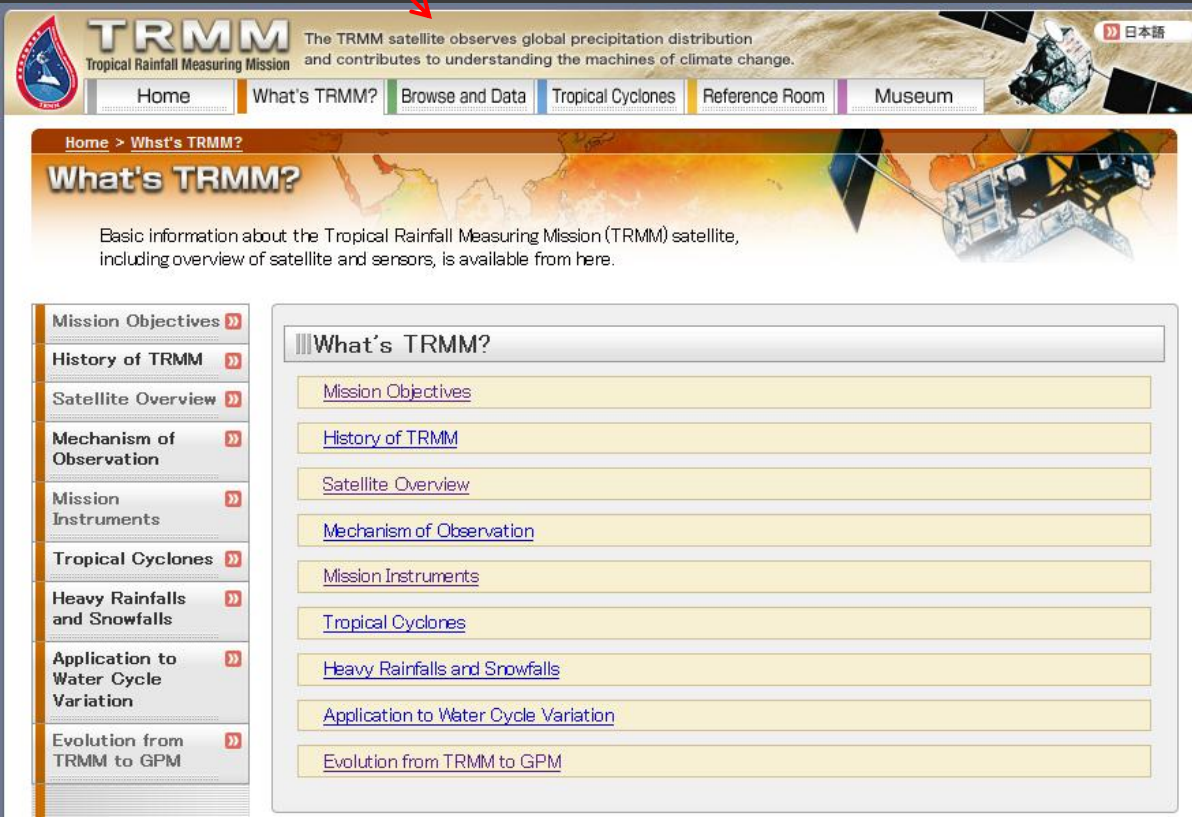 TRMM
Tropical Rainfall Measuring Mission
The TRMM satellite observes global precipitation distribution
and contributes to understanding the machines of climate change.
日本語
Home
What's TRMM?
Browse and Data
Tropical Cyclones
Reference Room
Museum
Home > Whst's TRMM?
What's TRMM?
Basic information about the Tropical Rainfall Measuring Mission (TRMM) satellite,
including overview of satellite and sensors, is available from here.
Mission Objectives
History of TRMM
Satellite Overview
Mechanism of
Observation
Mission
Instruments
Tropical Cyclones
Heavy Rainfalls
and Snowfalls
Application to
Water Cycle
Variation
Evolution from
TRMM to GPM
What's TRMM?
Mission Objectives
History of TRMM
Satellite Overview
Mechanism of Observation
Mission Instruments
Tropical Cyclones
Heavy Rainfalls and Snowfalls
Application to Water Cycle Variation
Evolution from TRMM to GPM